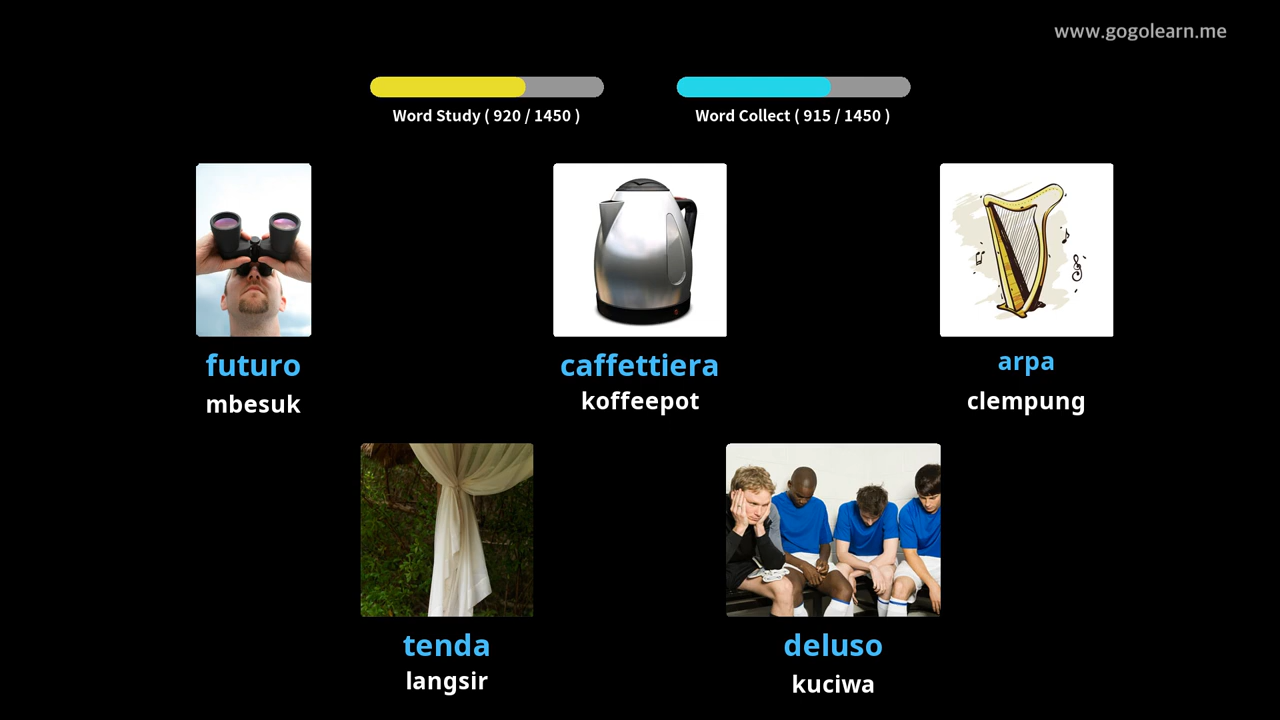 www.gogolearn.me
Word Study ( 920 / 1450 )
Word Collect ( 915 / 1450 )
futuro
mbesuk
caffettiera
koffeepot
arpa
clempung
tenda
langsir
deluso
kuciwa